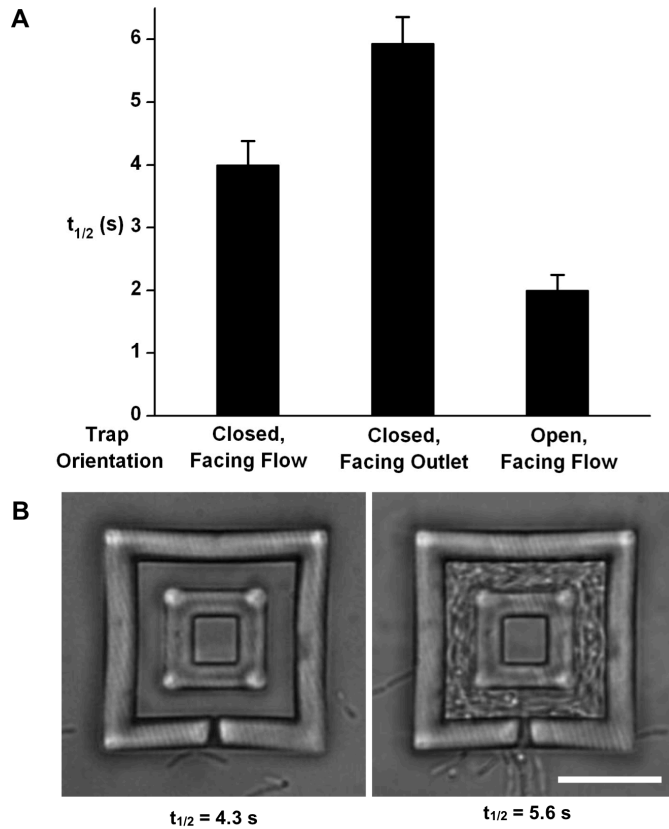 A
6
5
4
t1/2 (s)
3
2
1
0
Trap Orientation
Closed, Facing Flow
Closed, Facing Outlet
Open, Facing Flow
B
t1/2 = 4.3 s
t1/2 = 5.6 s